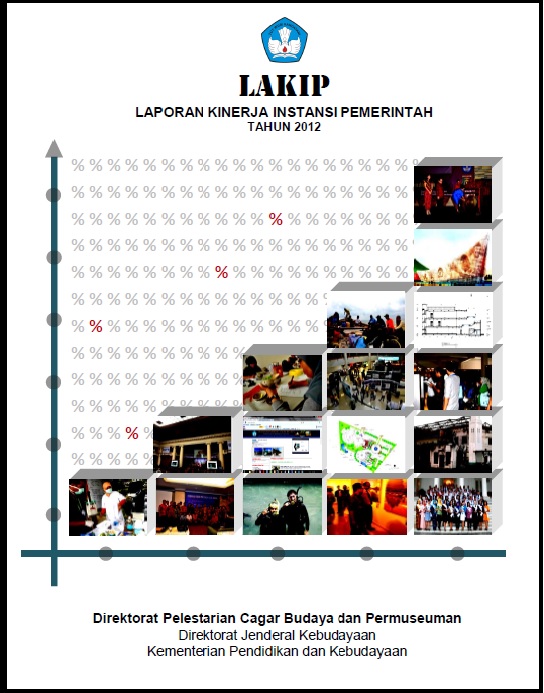 LAKIP
LAPORAN KINERJA INSTANSI PEMERINTAH
TAHUN 2012
% % % % % % % % % % % % % % % % % % %
% % % % % % % % % % % % % % % % % % %
% % % % % % % % % % % % % % % % % % %
% % % % % % % % % % % % % % % % % % %
% % % % % % % % % % % % % % % % % % %
% % % % % % % % % % % % % %
% % % % % % % % % % % % % %
% % % % % % % % %
% % % % % % % % %
% % % % %
% % % % %
% % % % %
Direktorat Pelestarian Cagar Budaya dan Permuseuman
Direktorat Jenderal Kebudayaan
Kementerian Pendidikan dan Kebudayaan